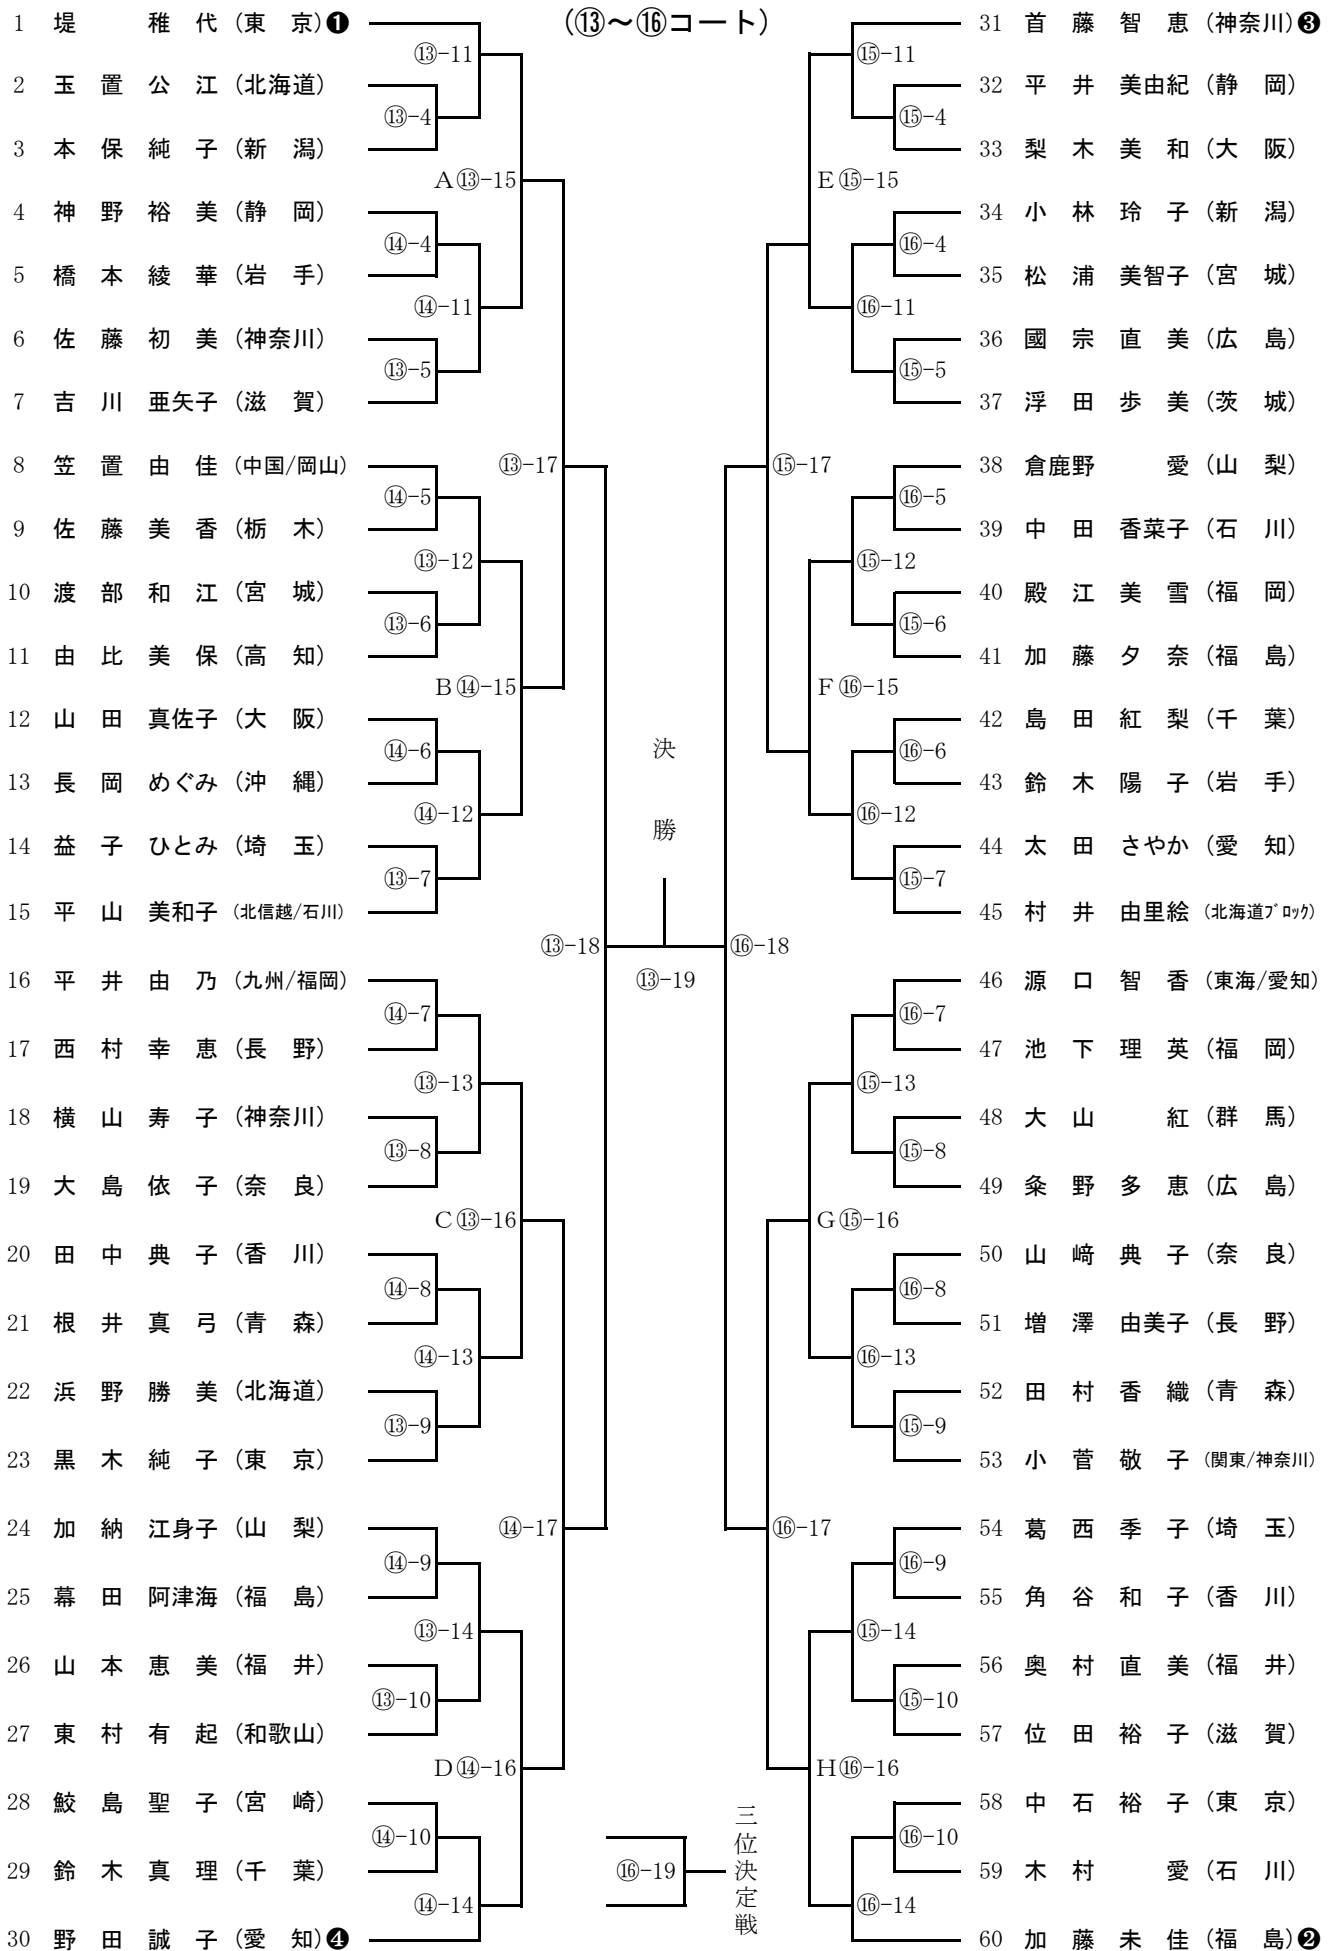 (⑬～⑯コート)
1 堤 稚代 (東京) ❶
2 玉置公江 (北海道)
3 本保純子 (新潟)
4 神野裕美 (静岡)
5 橋本綾華 (岩手)
6 佐藤初美 (神奈川)
7 吉川亜矢子 (滋賀)
8 笠置由佳 (中国/岡山)
9 佐藤美香 (栃木)
10 渡部和江 (宮城)
11 由比美保 (高知)
12 山田真佐子 (大阪)
13 長岡めぐみ (沖縄)
14 益子ひとみ (埼玉)
15 平山美和子 (北信越/石川)
16 平井由乃 (九州/福岡)
17 西村幸恵 (長野)
18 横山寿子 (神奈川)
19 大島依子 (奈良)
20 田中典子 (香川)
21 根井真弓 (青森)
22 浜野勝美 (北海道)
23 黒木純子 (東京)
24 加納江身子 (山梨)
25 幕田阿津海 (福島)
26 山本恵美 (福井)
27 東村有起 (和歌山)
28 鮫島聖子 (宮崎)
29 鈴木真理 (千葉)
30 野田誠子 (愛知) ❹
⑬-11
⑬-4
A⑬-15
⑭-4
⑭-11
⑬-5
⑬-17
⑭-5
⑬-12
⑬-6
B⑭-15
⑭-6
⑭-12
⑬-7
⑬-18
⑭-7
⑬-13
⑬-8
C⑬-16
⑭-8
⑭-13
⑬-9
⑭-17
⑭-9
⑬-14
⑬-10
D⑭-16
⑭-10
⑭-14
決勝
⑬-19
三位決定戦
⑯-19
⑮-11
⑮-4
E⑮-15
⑯-4
⑯-11
⑮-5
⑮-17
⑯-5
⑮-12
⑮-6
F⑯-15
⑯-6
⑯-12
⑮-7
⑯-18
⑯-7
⑮-13
⑮-8
G⑮-16
⑯-8
⑯-13
⑮-9
⑯-17
⑯-9
⑮-14
⑮-10
H⑯-16
⑯-10
⑯-14
31 首藤智恵 (神奈川) ❸
32 平井美由紀 (静岡)
33 梨木美和 (大阪)
34 小林玲子 (新潟)
35 松浦美智子 (宮城)
36 國宗直美 (広島)
37 浮田歩美 (茨城)
38 倉鹿野 愛 (山梨)
39 中田香菜子 (石川)
40 殿江美雪 (福岡)
41 加藤夕奈 (福島)
42 島田紅梨 (千葉)
43 鈴木陽子 (岩手)
44 太田さやか (愛知)
45 村井由里絵 (北海道ﾌﾞﾛｯｸ)
46 源口智香 (東海/愛知)
47 池下理英 (福岡)
48 大山 紅 (群馬)
49 粂野多恵 (広島)
50 山﨑典子 (奈良)
51 増澤由美子 (長野)
52 田村香織 (青森)
53 小菅敬子 (関東/神奈川)
54 葛西季子 (埼玉)
55 角谷和子 (香川)
56 奥村直美 (福井)
57 位田裕子 (滋賀)
58 中石裕子 (東京)
59 木村 愛 (石川)
60 加藤未佳 (福島) ❷